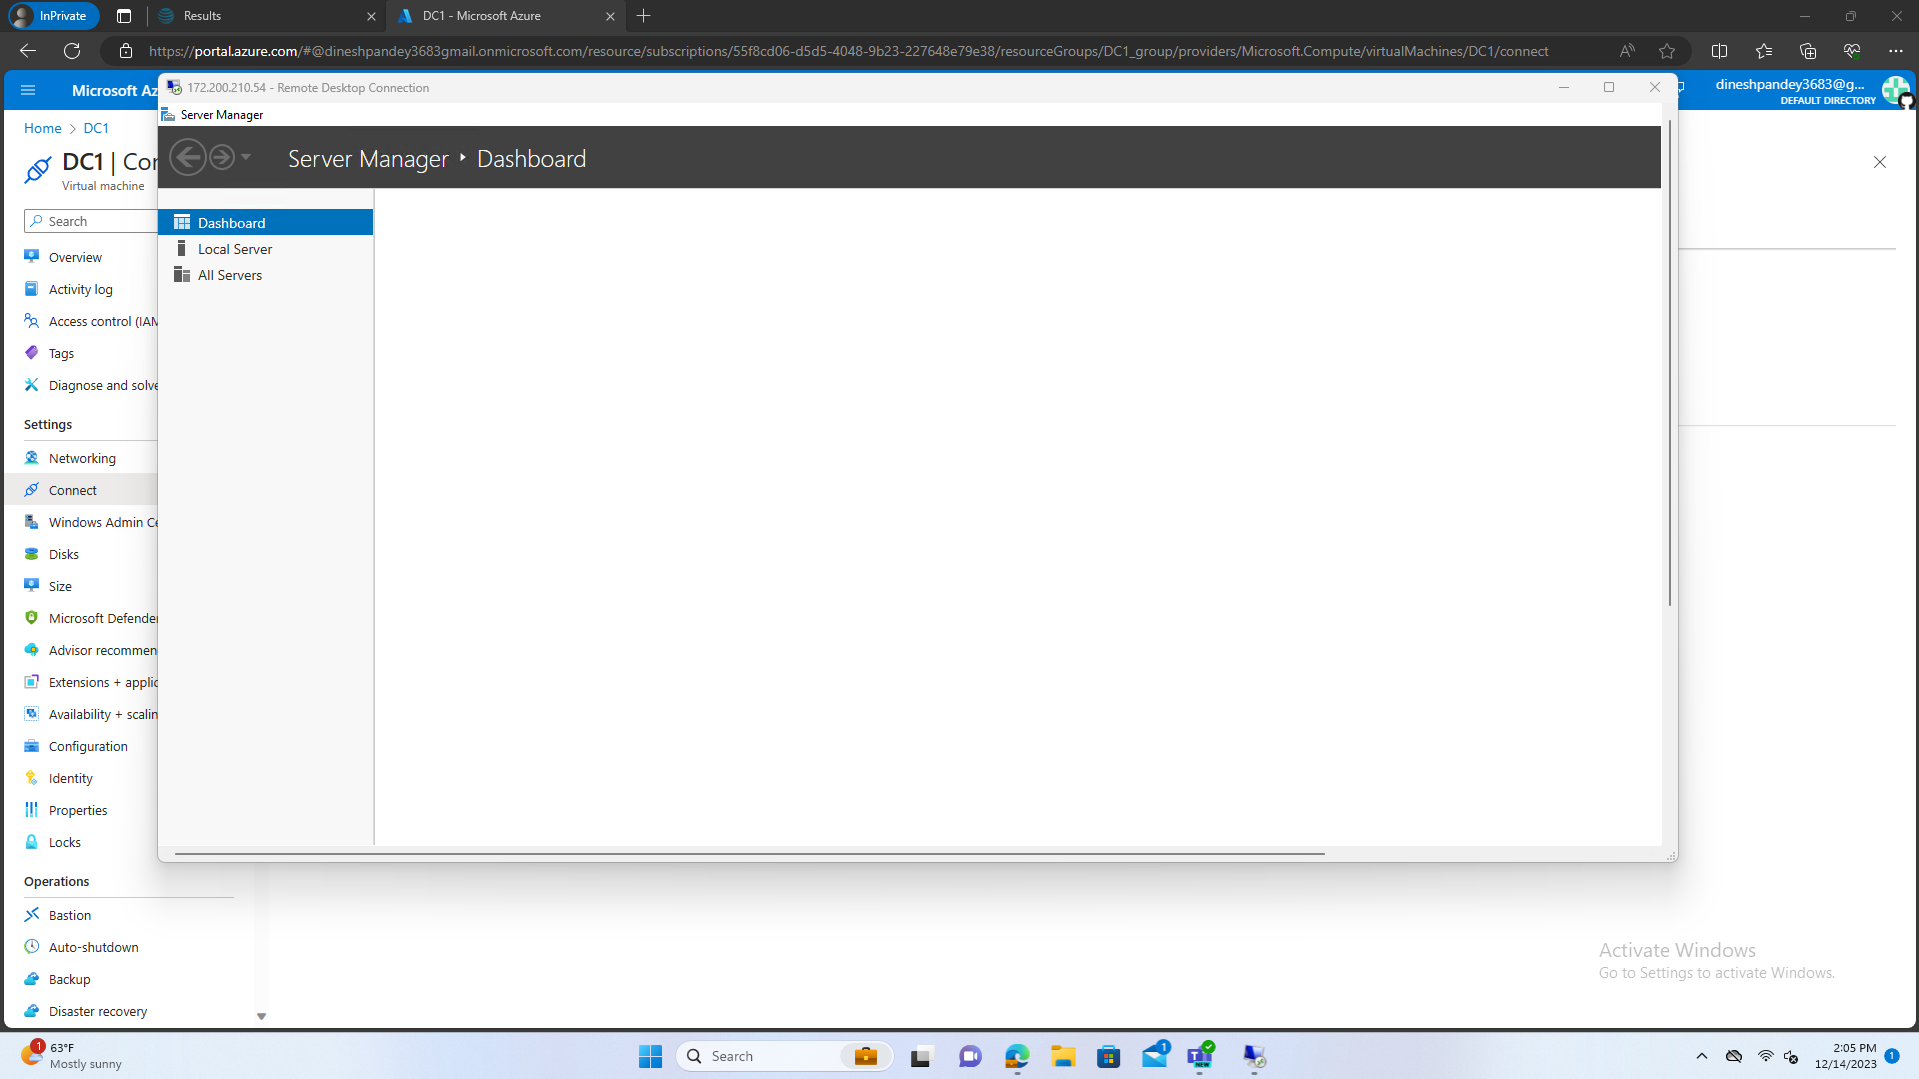 InPrivate
Results
DC1 - Microsoft Azure
https://portal.azure.com/#@dineshpandey3683gmail.onmicrosoft.com/resource/subscriptions/55f8cd06-d5d5-4048-9b23-227648e79e38/resourceGroups/DC1_group/providers/Microsoft.Compute/virtualMachines/DC1/connect
Microsoft Az
172.200.210.54 - Remote Desktop Connection
dineshpandey3683@g...
DEFAULT DIRECTORY
Server Manager
Home > DC1
Server Manager ‣ Dashboard
DC1 | Cor
Virtual machine
Search
Dashboard
Local Server
All Servers
Overview
Activity log
Access control (IAM
Tags
Diagnose and solve
Settings
Networking
Connect
Windows Admin Ce
Disks
Size
Microsoft Defender
Advisor recommen
Extensions + applic
Availability + scalin
Configuration
Identity
Properties
Locks
Operations
Bastion
Auto-shutdown
Backup
Disaster recovery
Activate Windows
Go to Settings to activate Windows.
1
63°F
Mostly sunny
Search
1
NEW
2:05 PM
12/14/2023
1